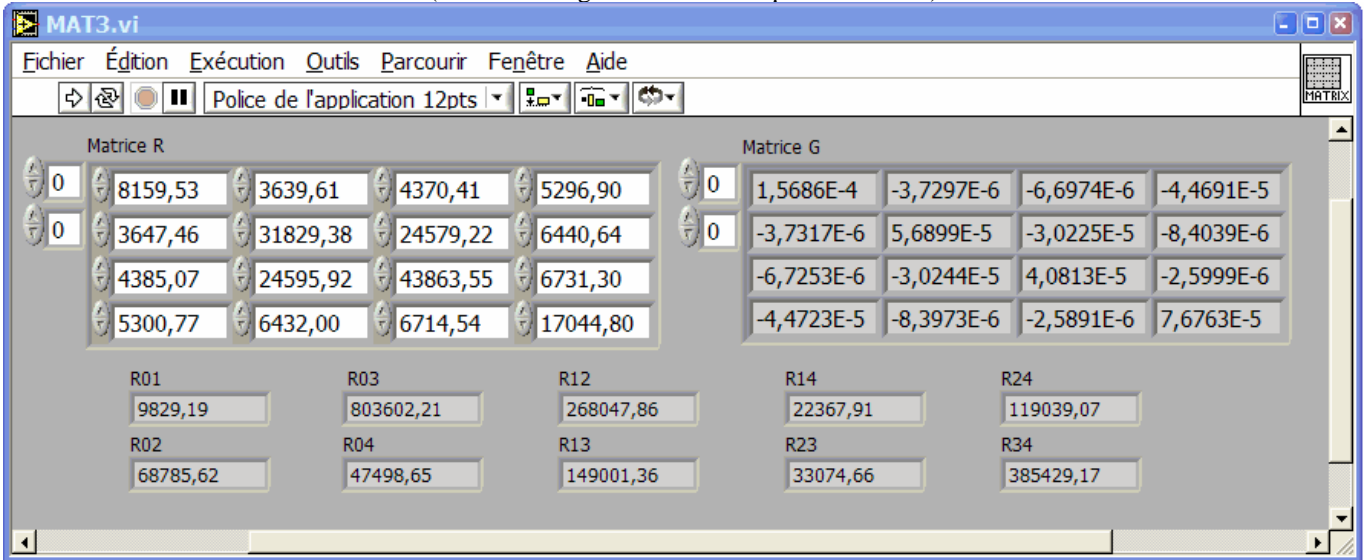 MAT3.vi
Fichier Édition Exécution Outils Parcourir Fenêtre Aide
Police de l'application 12pts
MATRIX
Matrice R Matrice G
0 8159,53 3639,61 4370,41 5296,90 0 1,5686E-4 -3,7297E-6 -6,6974E-6 -4,4691E-5
0 3647,46 31829,38 24579,22 6440,64 0 -3,7317E-6 5,6899E-5 -3,0225E-5 -8,4039E-6
4385,07 24595,92 43863,55 6731,30 -6,7253E-6 -3,0244E-5 4,0813E-5 -2,5999E-6
5300,77 6432,00 6714,54 17044,80 -4,4723E-5 -8,3973E-6 -2,5891E-6 7,6763E-5
R01 R03 R12 R14 R24
9829,19 803602,21 268047,86 22367,91 119039,07
R02 R04 R13 R23 R34
68785,62 47498,65 149001,36 33074,66 385429,17